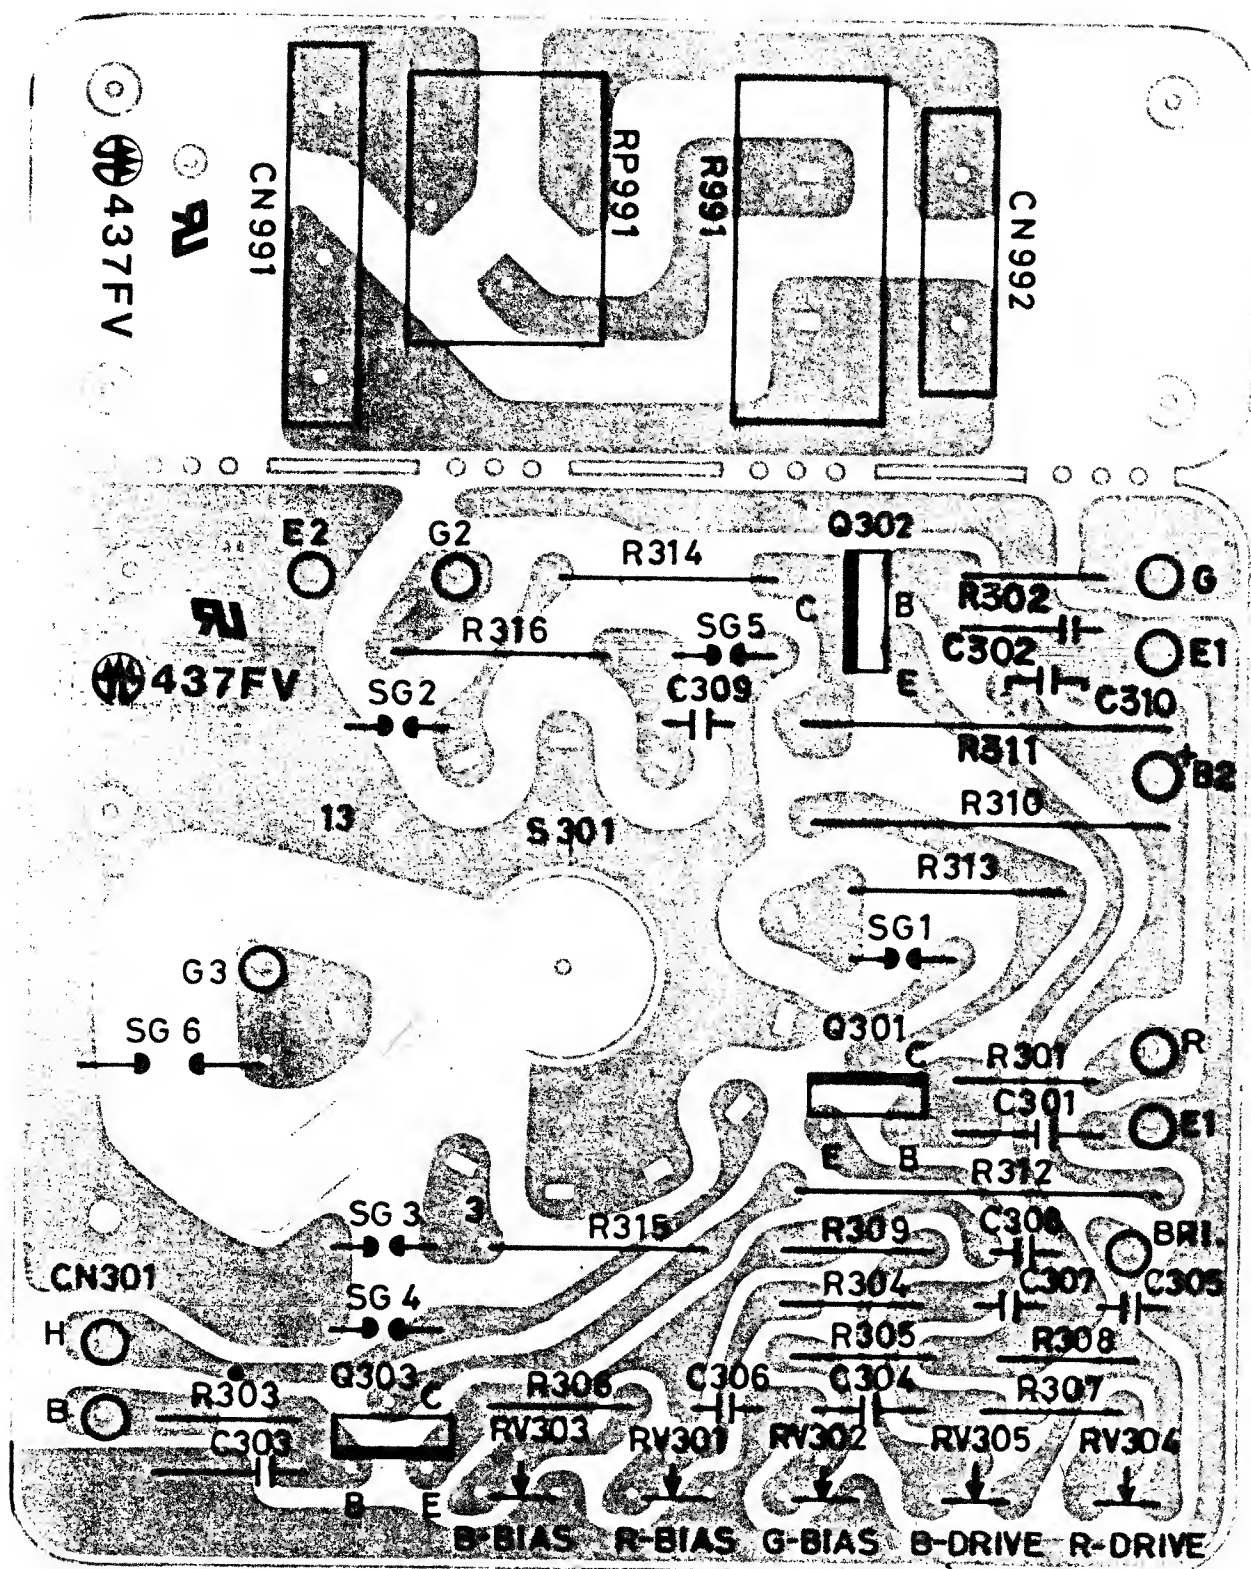 437FV
CN991
RP991
R991
CN992
E2
G2
R314
Q302
G
C
B
R302
R316
SG5
E1
437FV
SG2
C309
E
C302
C310
R311
+B2
13
S301
R310
R313
G3
SG1
SG 6
Q301
C
R301
R
C301
E1
E
B
R312
SG 3
3
R315
R309
C308
BRI.
CN301
SG 4
R304
C307
C305
H
R305
R308
Q303
R303
C
R306
C306
C304
R307
B
C303
RV303
RV301
RV302
RV305
RV304
B
E
B-BIAS
R-BIAS
G-BIAS
B-DRIVE
R-DRIVE